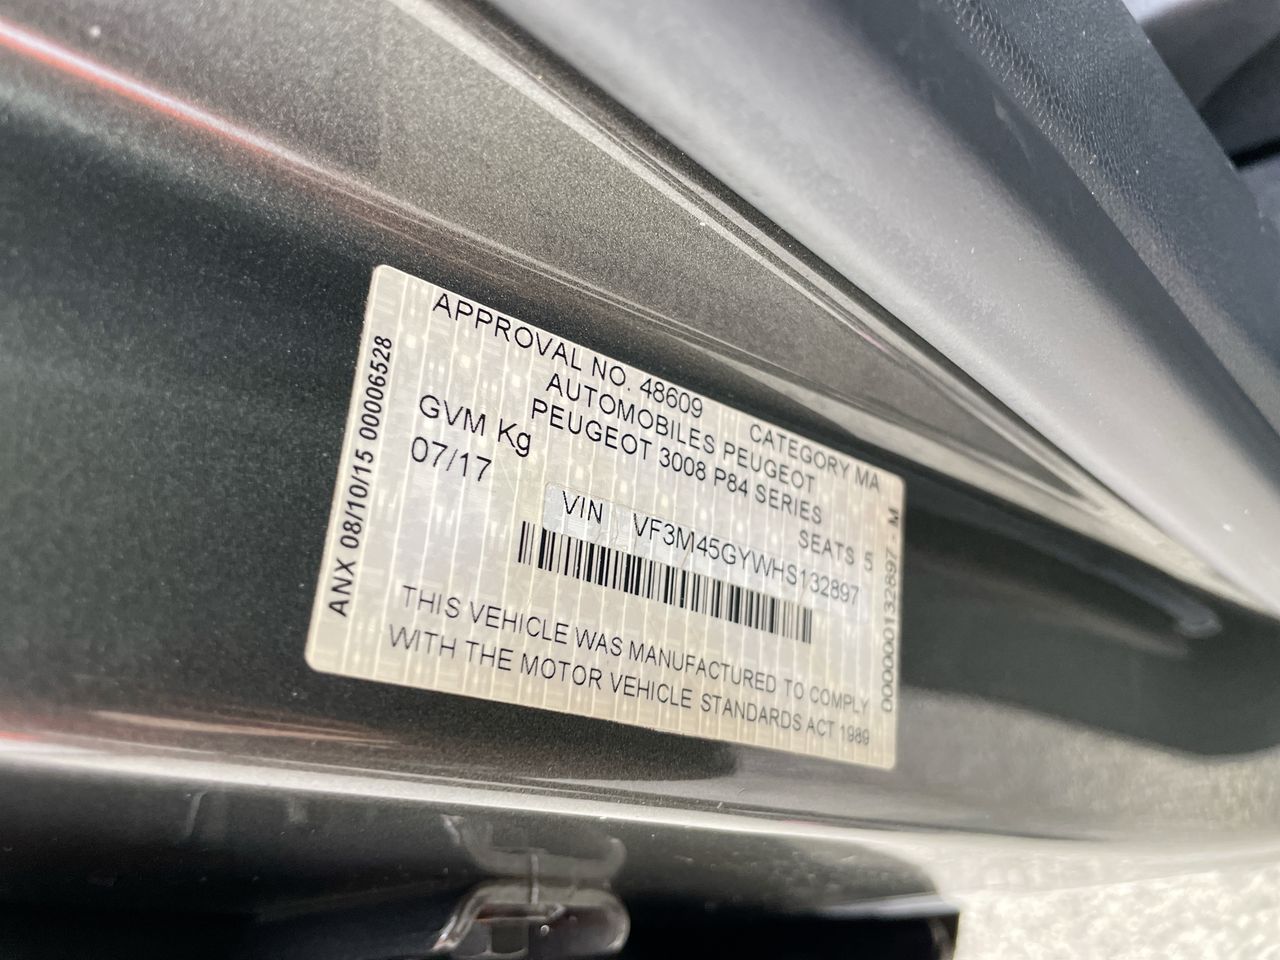 APPROVAL NO. 48609 CATEGORY MA
AUTOMOBILES PEUGEOT
PEUGEOT 3008 P84 SERIES
GVM Kg
07/17
SEATS 5
VIN VF3M45GYWHS132897
THIS VEHICLE WAS MANUFACTURED TO COMPLY
WITH THE MOTOR VEHICLE STANDARDS ACT 1989
ANX 08/10/15 00006528
0000000132897 - M